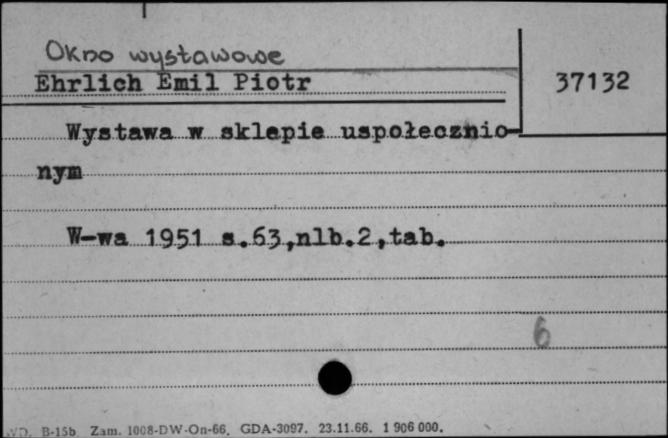 Okno wystawowe
Ehrlich Emil Piotr
37132
Wystawa w sklepie uspołecznio-
nym
W-wa 1951 s.63,nlb.2,tab.
6
WD. B-15b Zam. 1008-DW-On-66. GDA-3097. 23.11.66. 1 906 000.